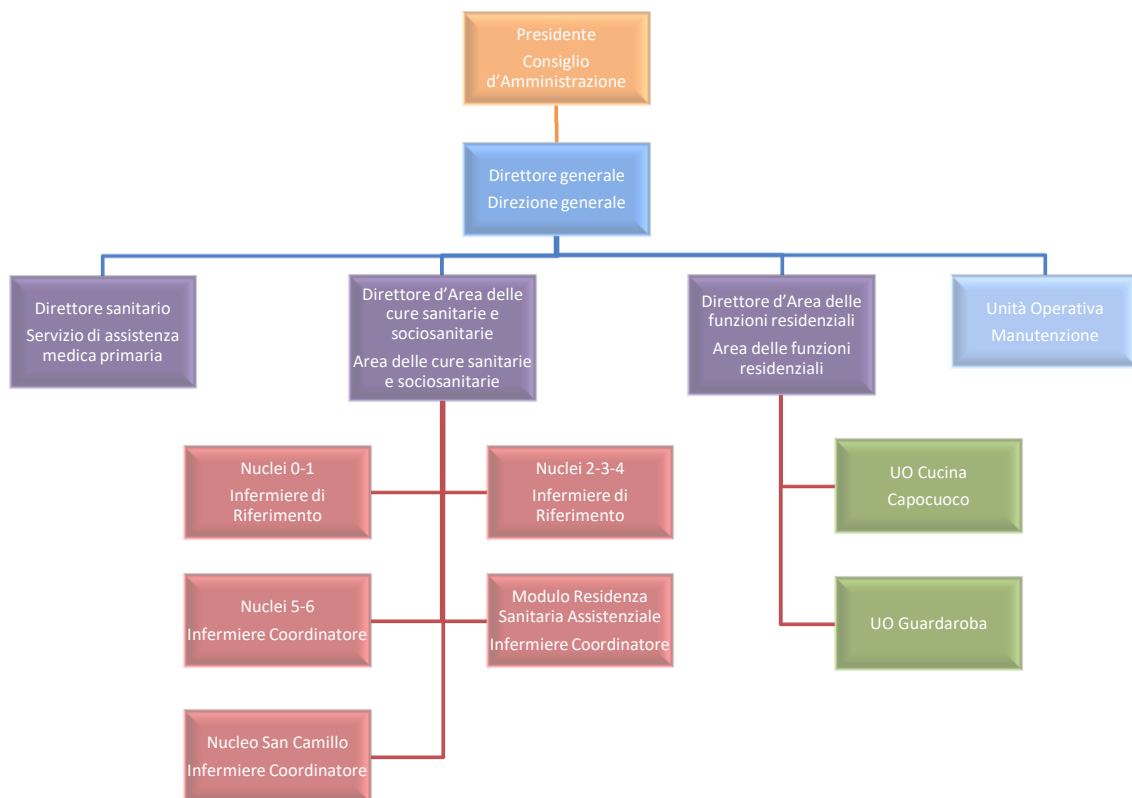 Presidente
Consiglio
d’Amministrazione
Direttore generale
Direzione generale
Direttore sanitario
Servizio di assistenza
medica primaria
Direttore d’Area delle
cure sanitarie e
sociosanitarie
Area delle cure sanitarie
e sociosanitarie
Direttore d’Area delle
funzioni residenziali
Area delle funzioni
residenziali
Unità Operativa
Manutenzione
Nuclei 0-1
Infermiere di
Riferimento
Nuclei 2-3-4
Infermiere di
Riferimento
UO Cucina
Capocuoco
Nuclei 5-6
Infermiere Coordinatore
Modulo Residenza
Sanitaria Assistenziale
Infermiere Coordinatore
UO Guardaroba
Nucleo San Camillo
Infermiere Coordinatore